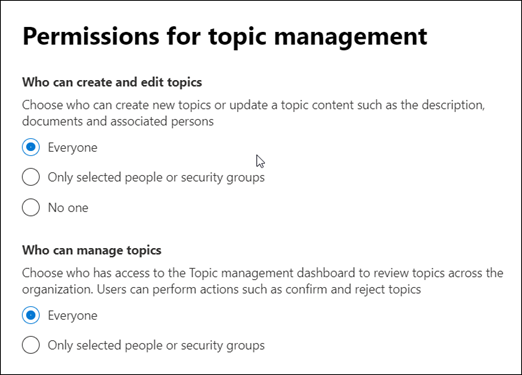 Permissions for topic management
Who can create and edit topics
Choose who can create new topics or update a topic content such as the description,
documents and associated persons
Everyone
Only selected people or security groups
No one
Who can manage topics
Choose who has access to the Topic management dashboard to review topics across the
organization. Users can perform actions such as confirm and reject topics
Everyone
Only selected people or security groups